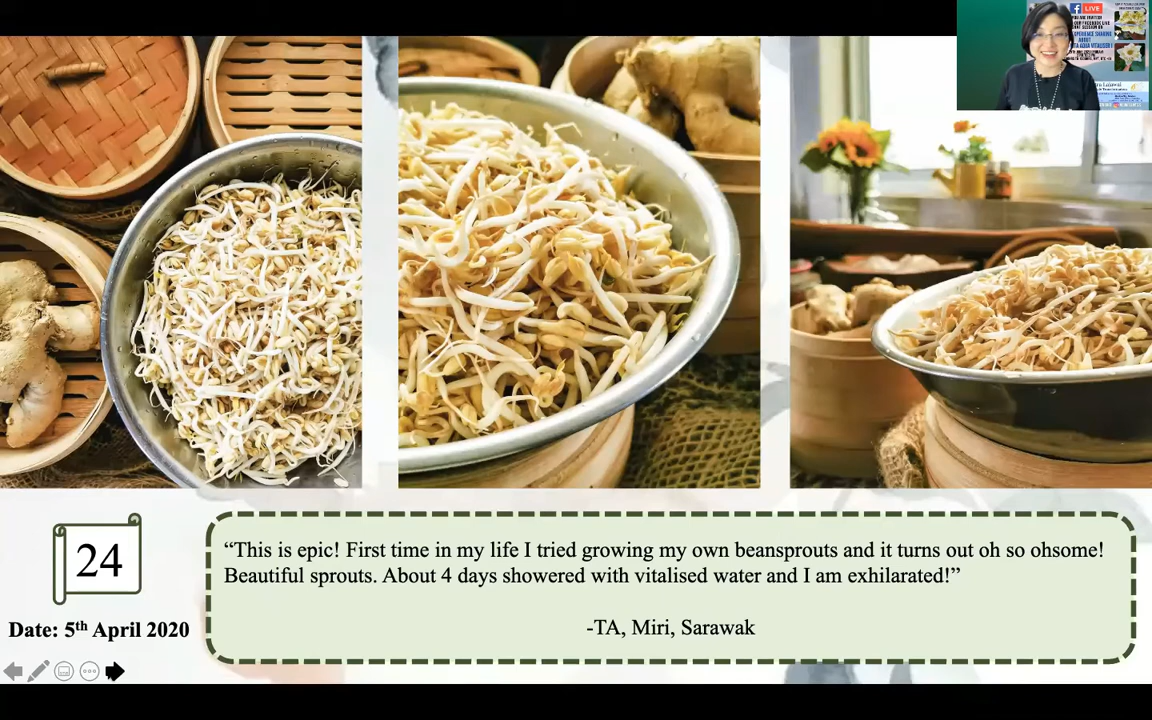 LIVE
24
Date: 5th April 2020
“This is epic! First time in my life I tried growing my own beansprouts and it turns out oh so ohsome!
Beautiful sprouts. About 4 days showered with vitalised water and I am exhilarated!”
-TA, Miri, Sarawak